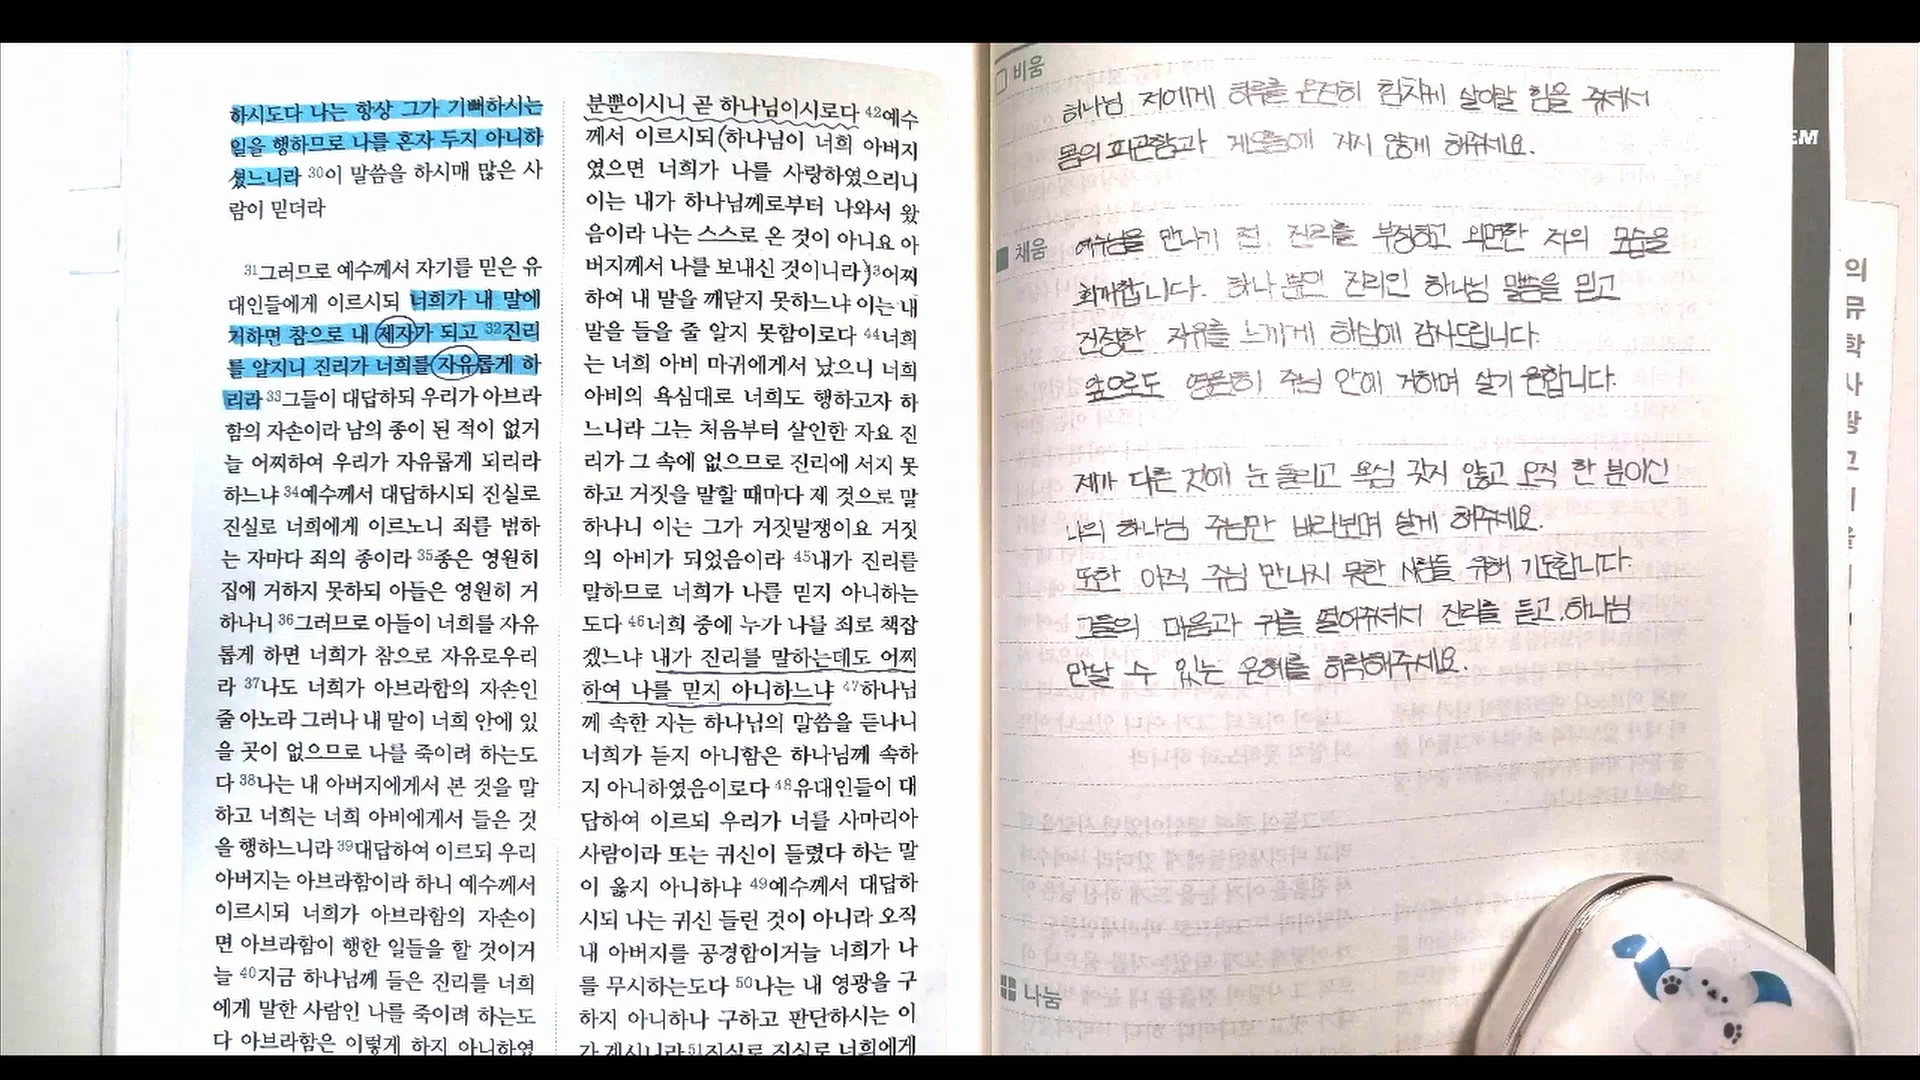 하시도다 나는 항상 그가 기뻐하시는
일을 행하므로 나를 혼자 두지 아니하
셨느니라 30이 말씀을 하시매 많은 사
람이 믿더라
31그러므로 예수께서 자기를 믿은 유
대인들에게 이르시되 너희가 내 말에
거하면 참으로 내 제자가 되고 32진리
를 알지니 진리가 너희를 자유롭게 하
리라 33그들이 대답하되 우리가 아브라
함의 자손이라 남의 종이 된 적이 없거
늘 어찌하여 우리가 자유롭게 되리라
하느냐 34예수께서 대답하시되 진실로
진실로 너희에게 이르노니 죄를 범하
는 자마다 죄의 종이라 35종은 영원히
집에 거하지 못하되 아들은 영원히 거
하나니 36그러므로 아들이 너희를 자유
롭게 하면 너희가 참으로 자유로우리
라 37나도 너희가 아브라함의 자손인
줄 아노라 그러나 내 말이 너희 안에 있
을 곳이 없으므로 나를 죽이려 하는도
다 38나는 내 아버지에게서 본 것을 말
하고 너희는 너희 아비에게서 들은 것
을 행하느니라 39대답하여 이르되 우리
아버지는 아브라함이라 하니 예수께서
이르시되 너희가 아브라함의 자손이
면 아브라함이 행한 일들을 할 것이거
늘 40지금 하나님께 들은 진리를 너희
에게 말한 사람인 나를 죽이려 하는도
다 아브라함은 이렇게 하지 아니하였
분뿐이시니 곧 하나님이시로다 42예수
께서 이르시되(하나님이 너희 아버지
였으면 너희가 나를 사랑하였으리니
이는 내가 하나님께로부터 나와서 왔
음이라 나는 스스로 온 것이 아니요 아
버지께서 나를 보내신 것이니라)43어찌
하여 내 말을 깨닫지 못하느냐 이는 내
말을 들을 줄 알지 못함이로다 44너희
는 너희 아비 마귀에게서 났으니 너희
아비의 욕심대로 너희도 행하고자 하
느니라 그는 처음부터 살인한 자요 진
리가 그 속에 없으므로 진리에 서지 못
하고 거짓을 말할 때마다 제 것으로 말
하나니 이는 그가 거짓말쟁이요 거짓
의 아비가 되었음이라 45내가 진리를
말하므로 너희가 나를 믿지 아니하는
도다 46너희 중에 누가 나를 죄로 책잡
겠느냐 내가 진리를 말하는데도 어찌
하여 나를 믿지 아니하느냐 47하나님
께 속한 자는 하나님의 말씀을 듣나니
너희가 듣지 아니함은 하나님께 속하
지 아니하였음이로다 48유대인들이 대
답하여 이르되 우리가 너를 사마리아
사람이라 또는 귀신이 들렸다 하는 말
이 옳지 아니하냐 49예수께서 대답하
시되 나는 귀신 들린 것이 아니라 오직
내 아버지를 공경함이거늘 너희가 나
를 무시하는도다 50나는 내 영광을 구
하지 아니하나 구하고 판단하시는 이
가 계시니라 51진실로 진실로 너희에게
비움
하나님 저에게 하루를 온전히 힘차게 살아갈 힘을 주셔서
몸의 피곤함과 게으름에 지지 않게 해주세요.
채움
예수님을 만나기 전, 진리를 부정하고 외면한 저의 모습을
회개합니다. 하나 뿐인 진리인 하나님 말씀을 믿고
진정한 자유를 느끼게 하심에 감사드립니다.
앞으로도 영원히 주님 안에 거하며 살기 원합니다.
제가 다른 것에 눈 돌리고 욕심 갖지 않고 오직 한 분이신
나의 하나님 주님만 바라보며 살게 해주세요.
또한 아직 주님 만나지 못한 사람들 위해 기도합니다.
그들의 마음과 귀를 열어주셔서 진리를 듣고 하나님
만날 수 있는 은혜를 허락해주세요.
나눔
EM
의
뮤
학
사